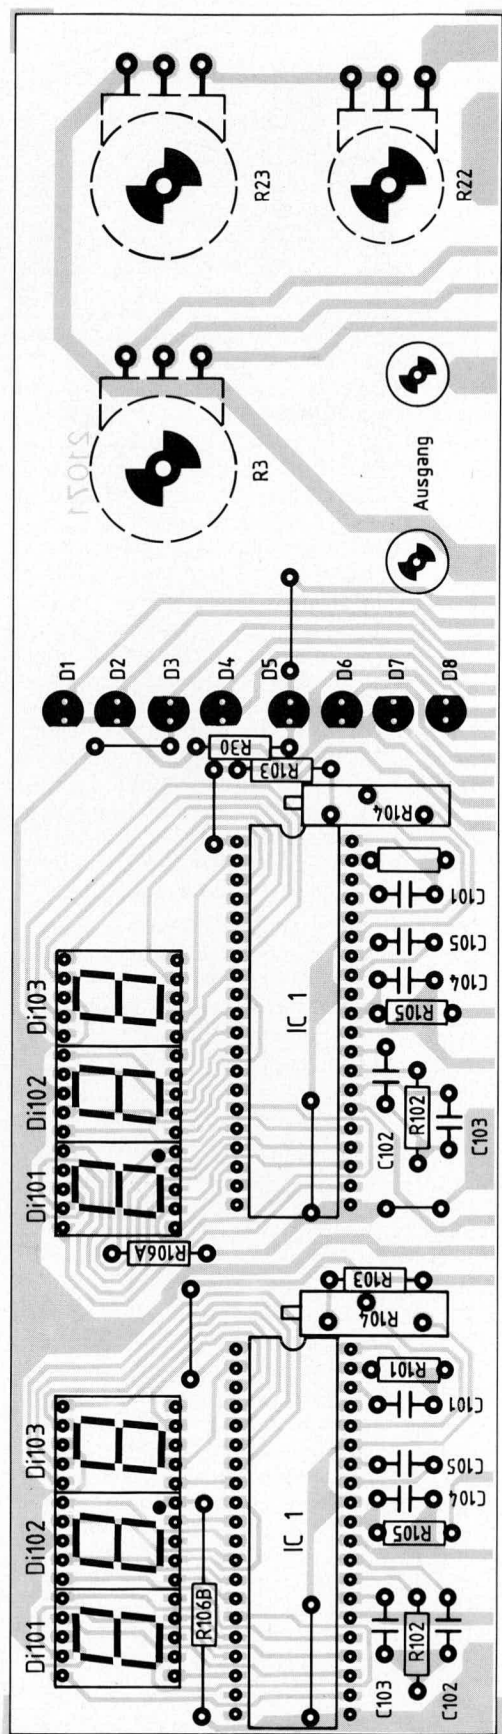 R23
R22
21071
R3
Ausgang
D1
D2
D3
D4
D5
D6
D7
D8
R30
R103
R104
C101
C105
C104
R105
IC 1
Di103
Di102
Di101
C102
R102
C103
R106A
R103
R104
R101
C101
C105
C104
R105
IC 1
Di103
Di102
Di101
R106B
C103
R102
C102